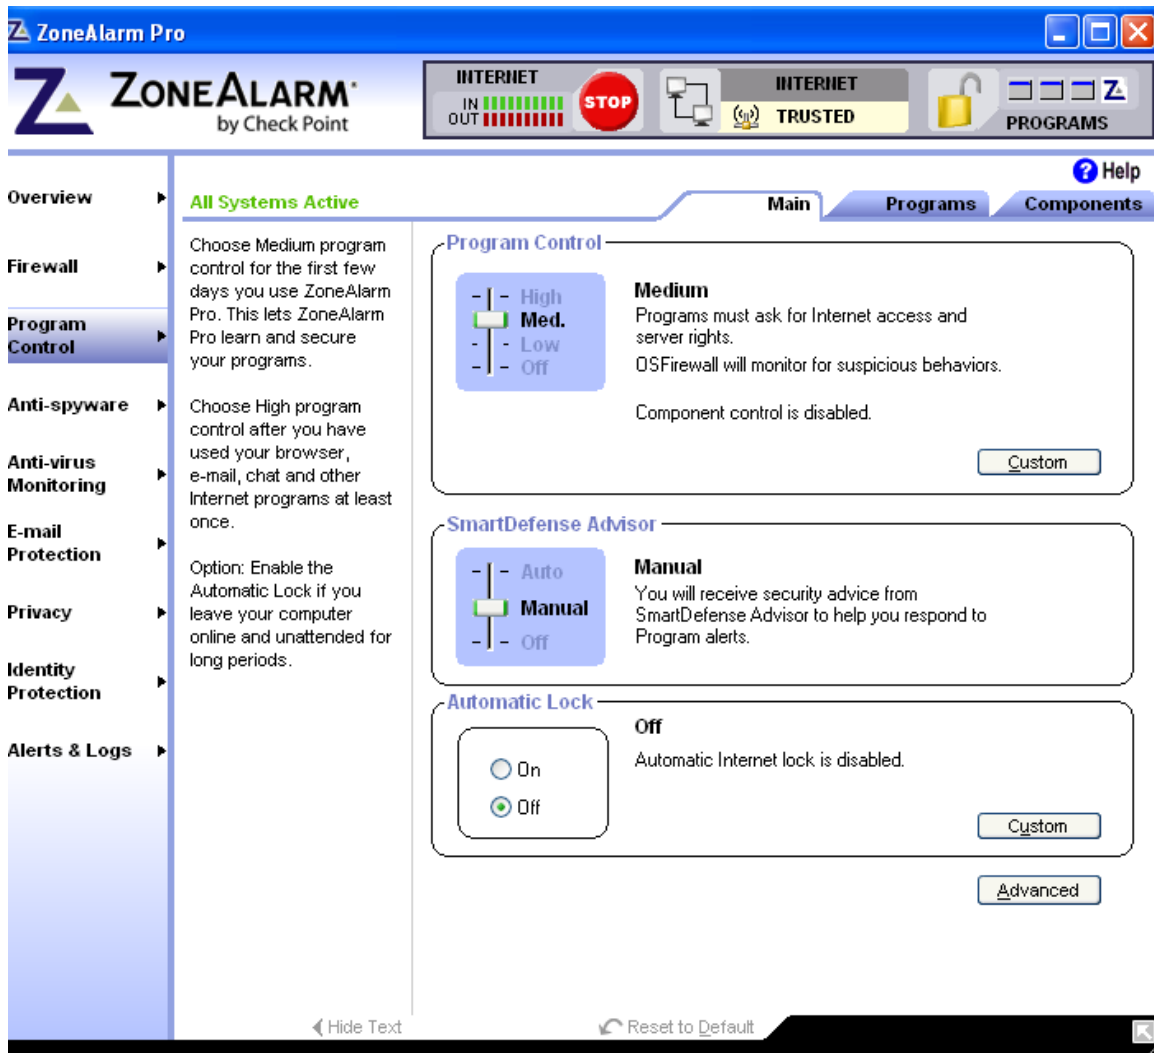 ZoneAlarm Pro
ZONEALARM
by Check Point
INTERNET
IN
OUT
STOP
INTERNET
TRUSTED
PROGRAMS
Help
Overview
Firewall
Program
Control
Anti-spyware
Anti-virus
Monitoring
E-mail
Protection
Privacy
Identity
Protection
Alerts & Logs
All Systems Active
Main
Programs
Components
Choose Medium program
control for the first few
days you use ZoneAlarm
Pro. This lets ZoneAlarm
Pro learn and secure
your programs.
Choose High program
control after you have
used your browser,
e-mail, chat and other
Internet programs at least
once.
Option: Enable the
Automatic Lock if you
leave your computer
online and unattended for
long periods.
Program Control
High
Med.
Low
Off
Medium
Programs must ask for Internet access and
server rights.
OSFirewall will monitor for suspicious behaviors.
Component control is disabled.
Custom
SmartDefense Advisor
Auto
Manual
Off
Manual
You will receive security advice from
SmartDefense Advisor to help you respond to
Program alerts.
Automatic Lock
On
Off
Off
Automatic Internet lock is disabled.
Custom
Advanced
Hide Text
Reset to Default